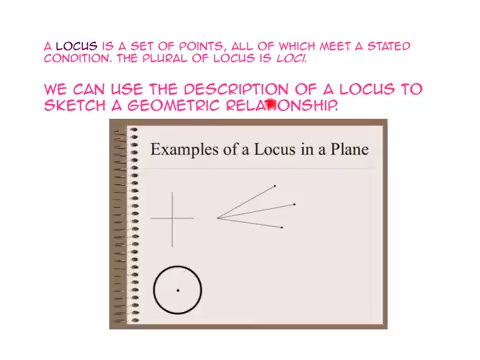 A LOCUS IS A SET OF POINTS, ALL OF WHICH MEET A STATED
CONDITION. THE PLURAL OF LOCUS IS LOCI.
WE CAN USE THE DESCRIPTION OF A LOCUS TO
SKETCH A GEOMETRIC RELATIONSHIP.
Examples of a Locus in a Plane